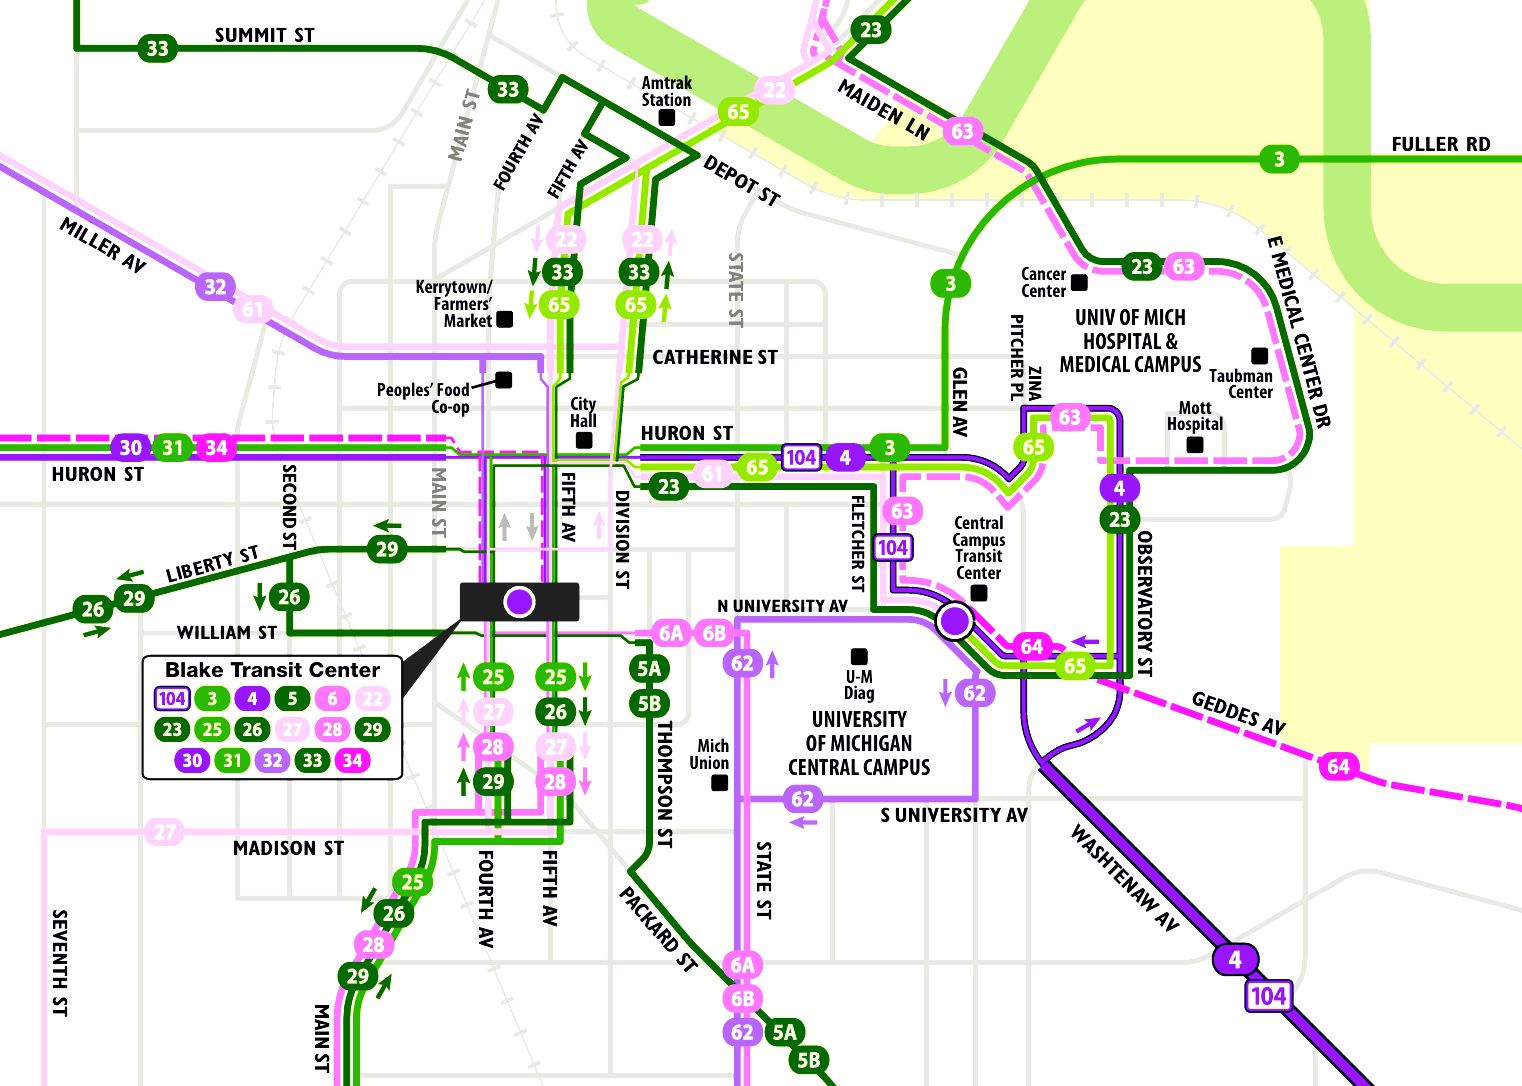 SUMMIT ST
33
33
MAIN ST
FOURTH AV
FIFTH AV
Amtrak
Station
65
22
23
MAIDEN LN
63
DEPOT ST
3
FULLER RD
MILLER AV
32
61
22
33
65
22
33
65
Kerrytown/
Farmers'
Market
STATE ST
CATHERINE ST
Peoples' Food
Co-op
City
Hall
3
Cancer
Center
23
63
E MEDICAL CENTER DR
UNIV OF MICH
HOSPITAL &
MEDICAL CAMPUS
PITCHER PL
ZINA
Taubman
Center
Mott
Hospital
GLEN AV
63
65
30
31
34
HURON ST
HURON ST
104
4
3
61
65
23
4
23
SECOND ST
MAIN ST
FIFTH AV
DIVISION ST
FLETCHER ST
63
104
Central
Campus
Transit
Center
OBSERVATORY ST
LIBERTY ST
29
26
29
26
WILLIAM ST
N UNIVERSITY AV
6A
6B
62
64
65
5A
5B
U-M
Diag
62
GEDDES AV
64
Blake Transit Center
104
3
4
5
6
22
23
25
26
27
28
29
30
31
32
33
34
25
27
28
29
25
26
27
28
THOMPSON ST
Mich
Union
UNIVERSITY
OF MICHIGAN
CENTRAL CAMPUS
62
S UNIVERSITY AV
27
MADISON ST
SEVENTH ST
25
26
28
29
MAIN ST
FOURTH AV
FIFTH AV
PACKARD ST
STATE ST
6A
6B
62
5A
5B
WASHTENAW AV
4
104